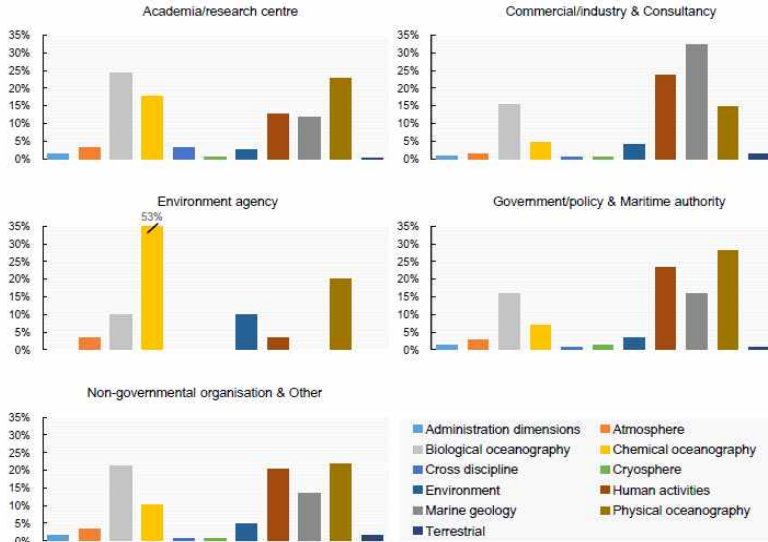 Academia/research centre
35%
30%
25%
20%
15%
10%
5%
0%
Commercial/industry & Consultancy
35%
30%
25%
20%
15%
10%
5%
0%
Environment agency
53%
35%
30%
25%
20%
15%
10%
5%
0%
Government/policy & Maritime authority
35%
30%
25%
20%
15%
10%
5%
0%
Non-governmental organisation & Other
35%
30%
25%
20%
15%
10%
5%
0%
Administration dimensions
Atmosphere
Biological oceanography
Chemical oceanography
Cross discipline
Cryosphere
Environment
Human activities
Marine geology
Physical oceanography
Terrestrial